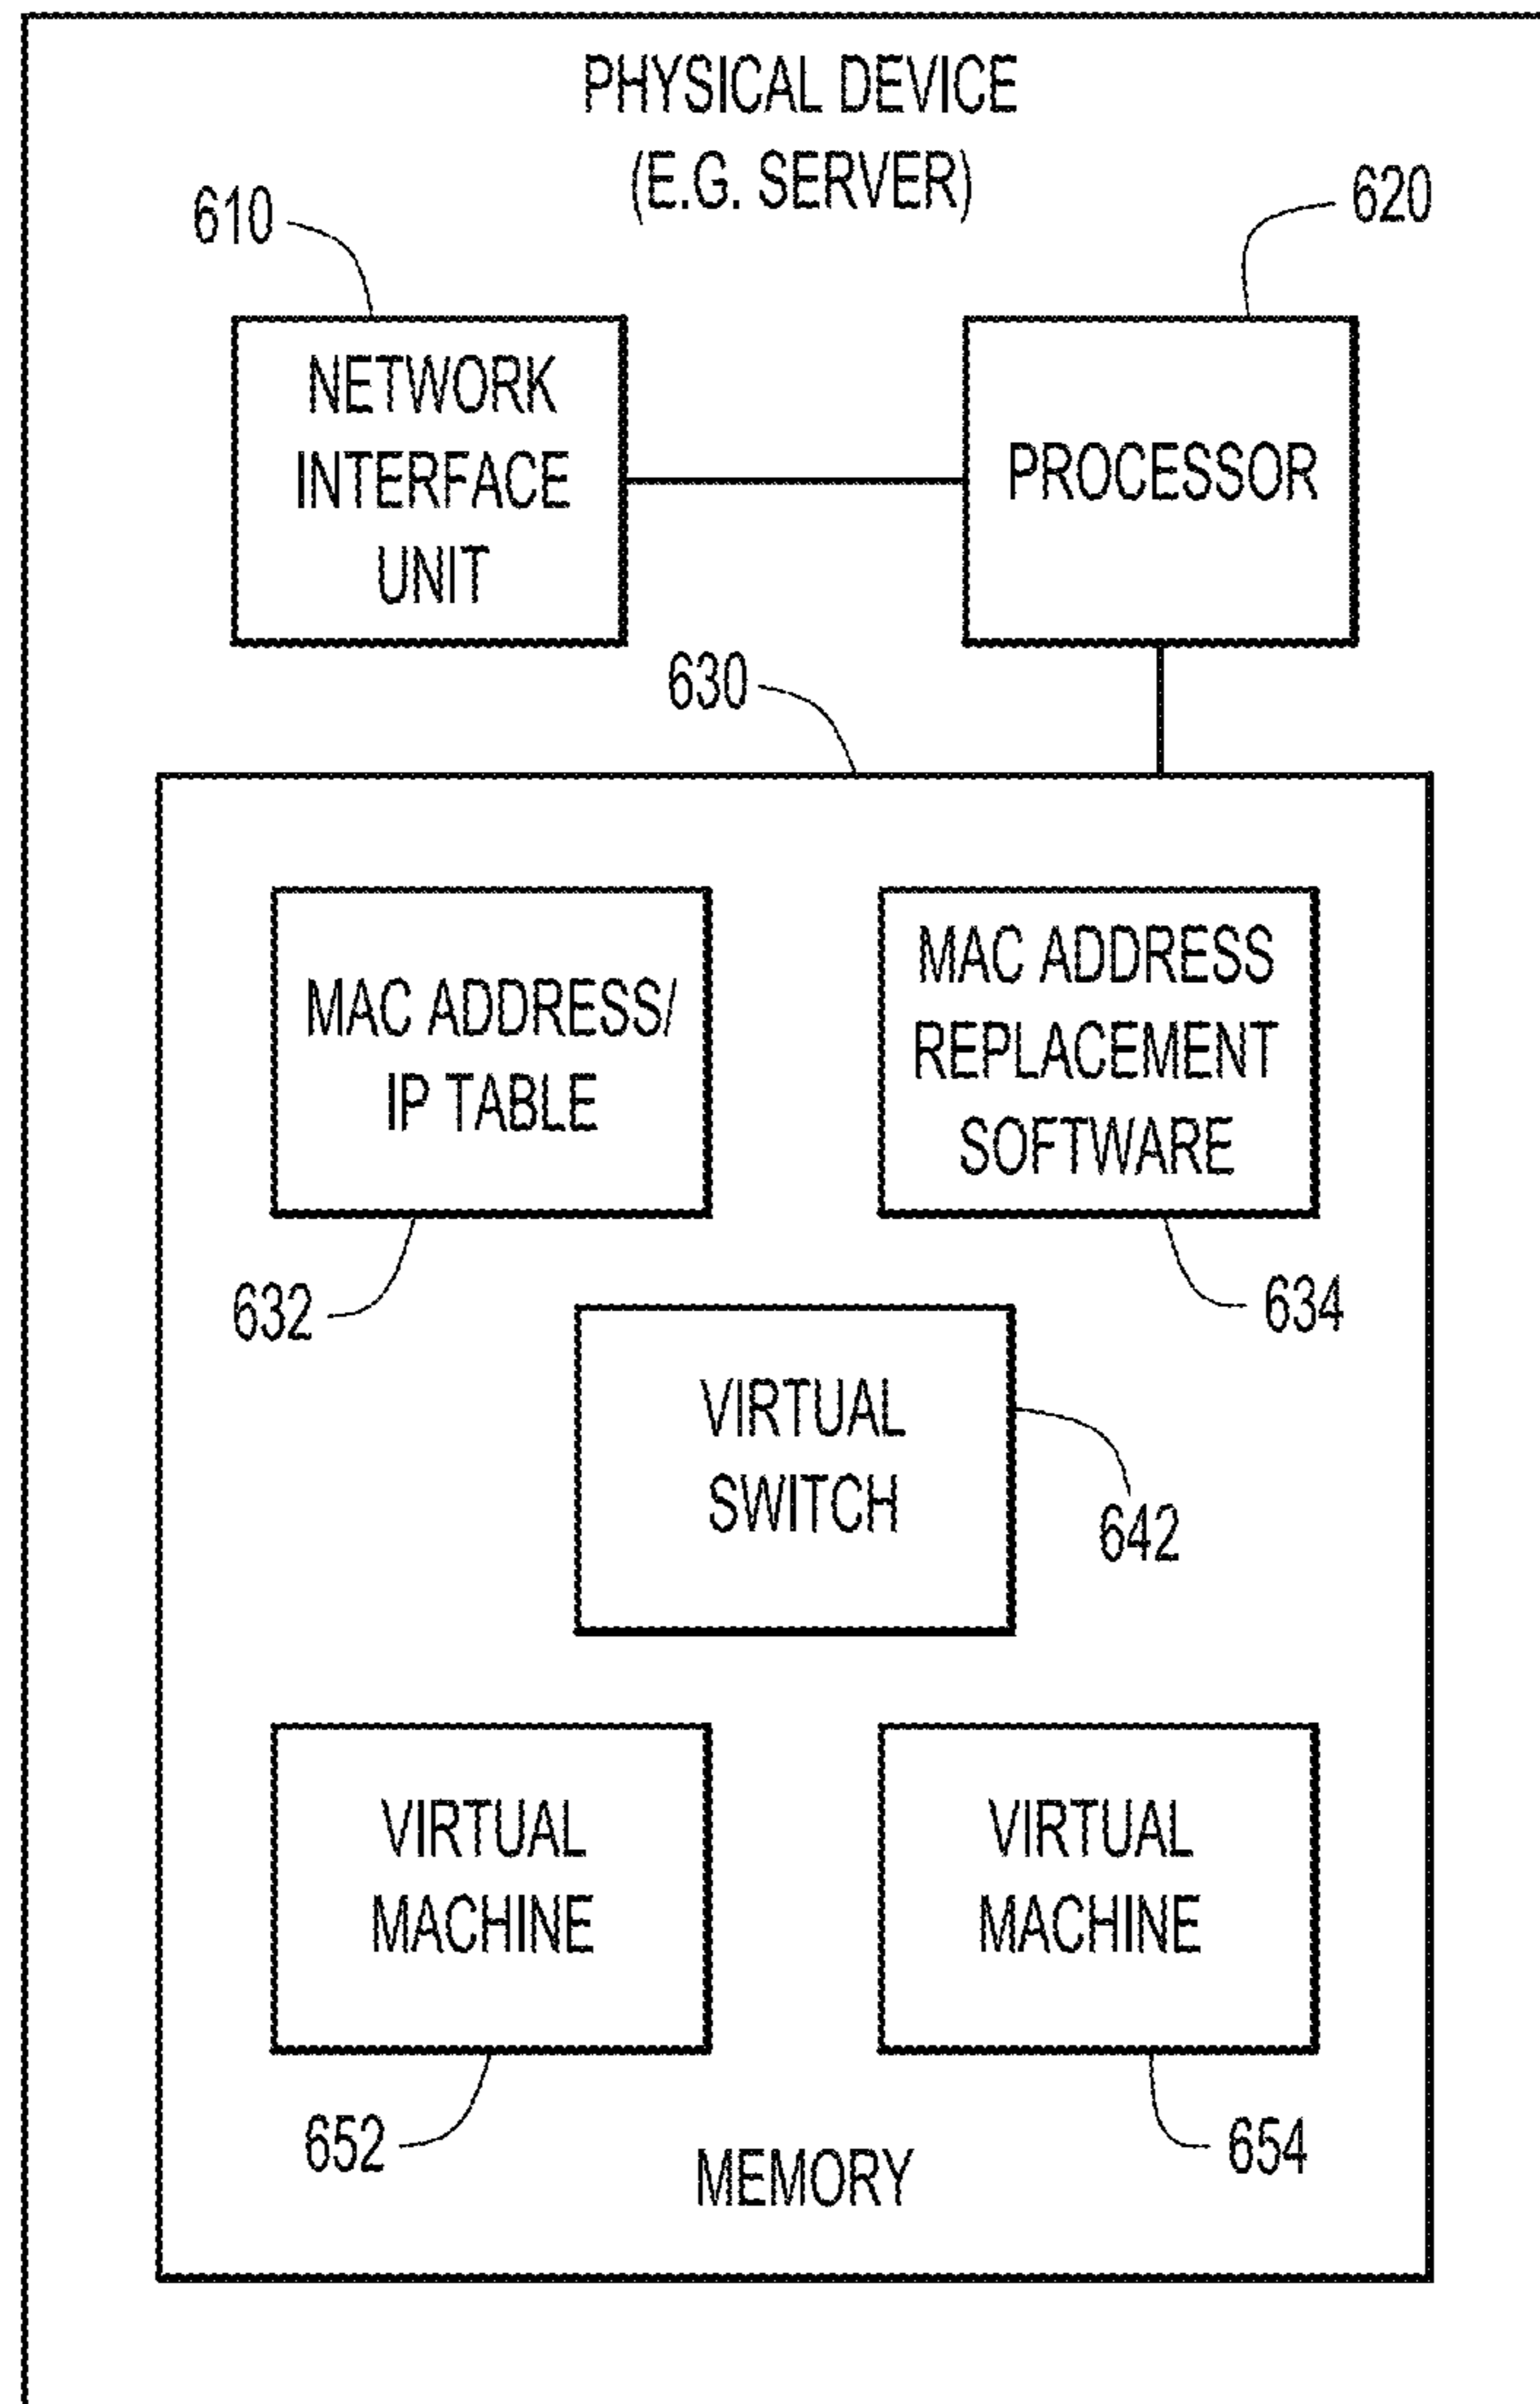 PHYSICAL DEVICE
(E.G. SERVER)
610
620
NETWORK
INTERFACE
UNIT
PROCESSOR
630
MAC ADDRESS/
IP TABLE
MAC ADDRESS
REPLACEMENT
SOFTWARE
632
634
VIRTUAL
SWITCH
642
VIRTUAL
MACHINE
VIRTUAL
MACHINE
652
654
MEMORY